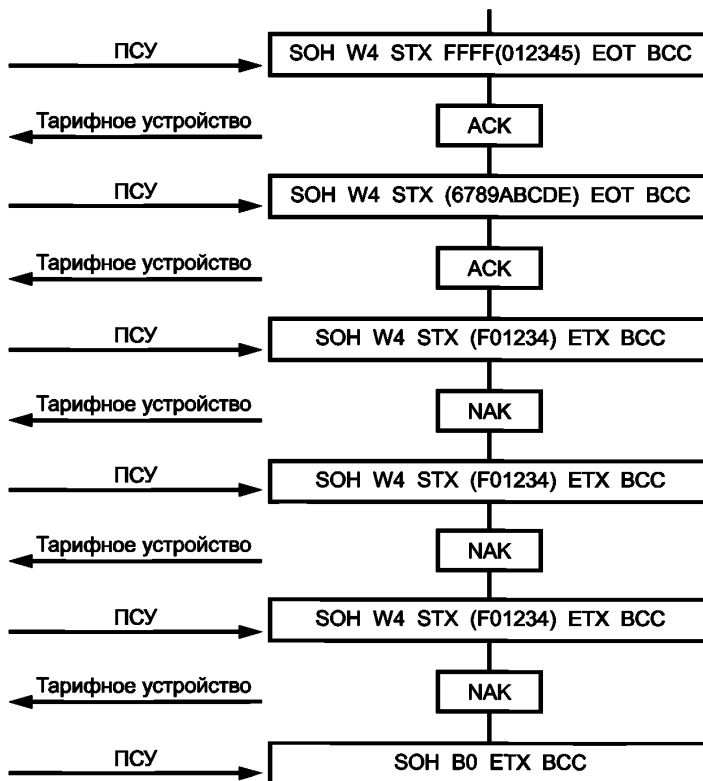 ПСУ
SOH W4 STX FFFF(012345) EOT BCC
Тарифное устройство
ACK
ПСУ
SOH W4 STX (6789ABCDE) EOT BCC
Тарифное устройство
ACK
ПСУ
SOH W4 STX (F01234) ETX BCC
Тарифное устройство
NAK
ПСУ
SOH W4 STX (F01234) ETX BCC
Тарифное устройство
NAK
ПСУ
SOH W4 STX (F01234) ETX BCC
Тарифное устройство
NAK
ПСУ
SOH B0 ETX BCC